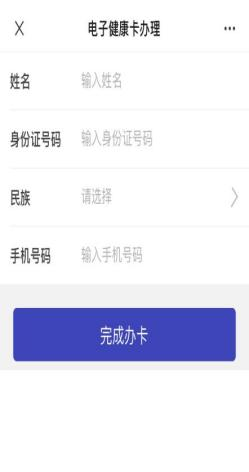 电子健康卡办理
姓名 输入姓名
身份证号码 输入身份证号码
民族 请选择
手机号码 输入手机号码
完成办卡